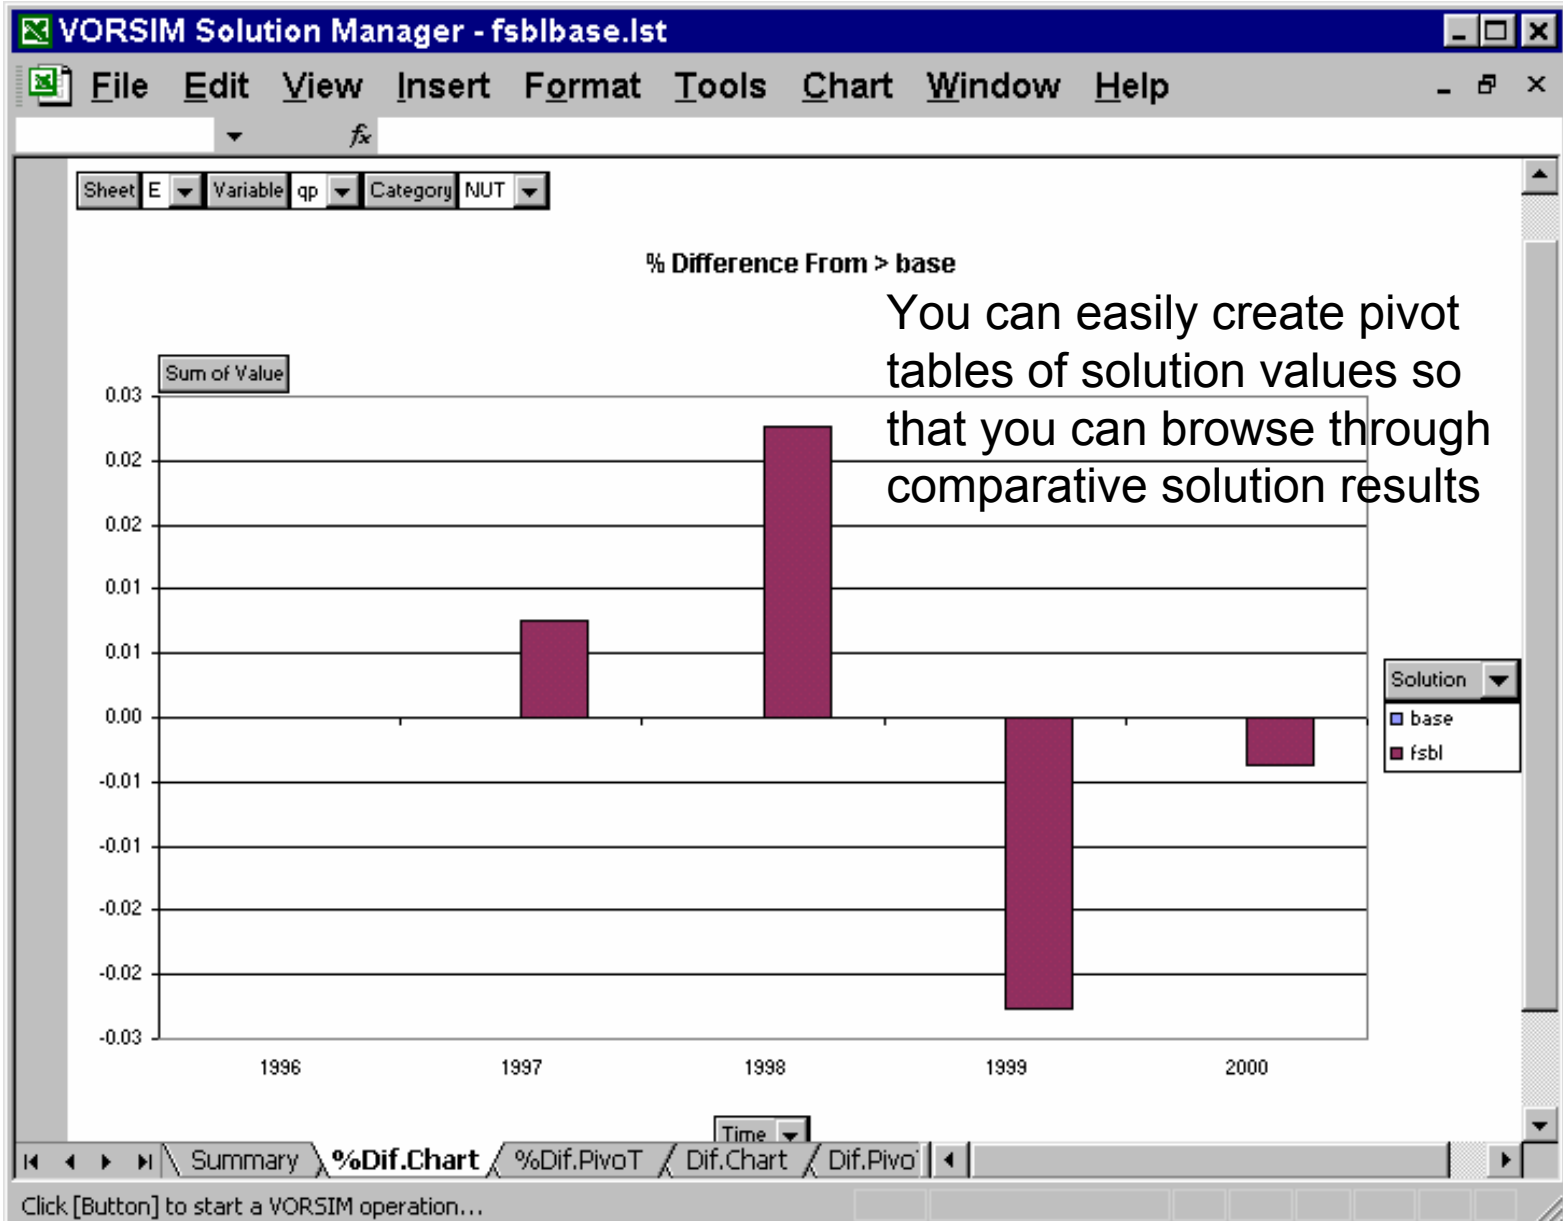 VORSIM Solution Manager - fsblbase.lst
File Edit View Insert Format Tools Chart Window Help
fx
Sheet E Variable qp Category NUT
% Difference From > base
You can easily create pivot
tables of solution values so
that you can browse through
comparative solution results
Sum of Value
0.03
0.02
0.02
0.01
0.01
0.00
-0.01
-0.01
-0.02
-0.02
-0.03
1996 1997 1998 1999 2000
Solution
base
fsbl
Time
Summary %Dif.Chart %Dif.PivoT Dif.Chart Dif.Pivo
Click [Button] to start a VORSIM operation...